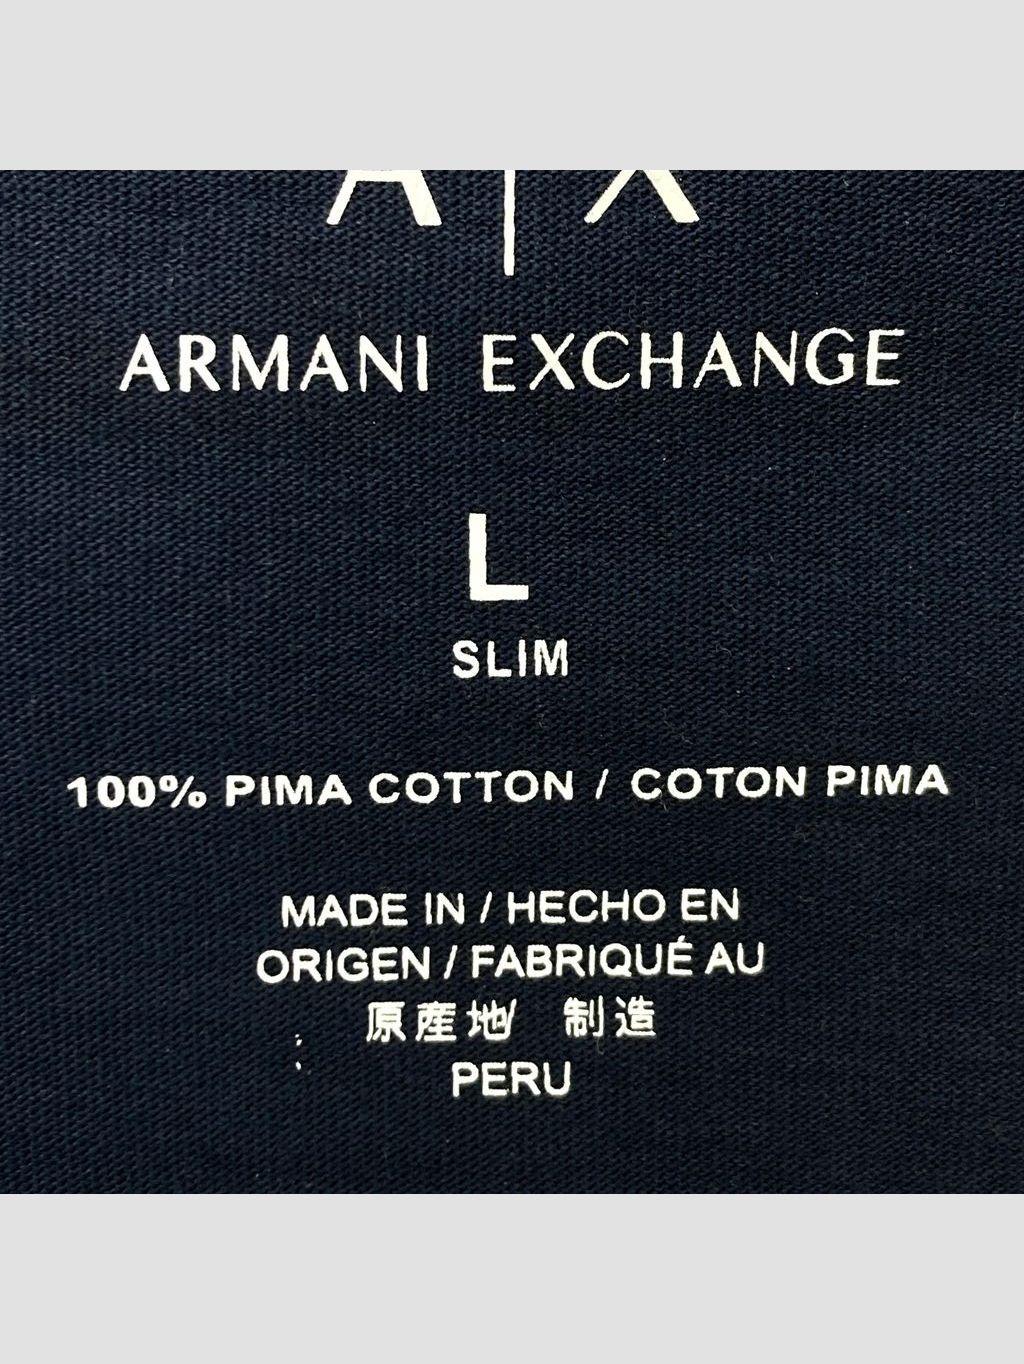 A|X
ARMANI EXCHANGE
L
SLIM
100% PIMA COTTON / COTON PIMA
MADE IN / HECHO EN
ORIGEN / FABRIQUÉ AU
原産地/ 制造
PERU